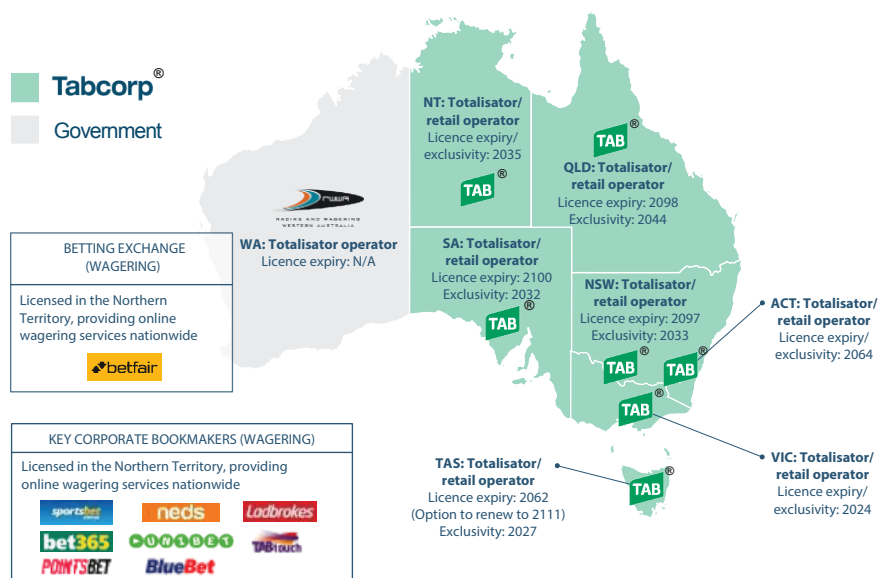 Tabcorp®
Government
NT: Totalisator/
retail operator
Licence expiry/
exclusivity: 2035
TAB®
TAB®
QLD: Totalisator/
retail operator
Licence expiry: 2098
Exclusivity: 2044
rwwa
RACING AND WAGERING
WESTERN AUSTRALIA
WA: Totalisator operator
Licence expiry: N/A
SA: Totalisator/
retail operator
Licence expiry: 2100
Exclusivity: 2032
TAB®
NSW: Totalisator/
retail operator
Licence expiry: 2097
Exclusivity: 2033
TAB®
TAB®
ACT: Totalisator/
retail operator
Licence expiry/
exclusivity: 2064
TAB®
VIC: Totalisator/
retail operator
Licence expiry/
exclusivity: 2024
TAS: Totalisator/
retail operator
Licence expiry: 2062
(Option to renew to 2111)
Exclusivity: 2027
TAB®
BETTING EXCHANGE
(WAGERING)
Licensed in the Northern
Territory, providing online
wagering services nationwide
betfair
KEY CORPORATE BOOKMAKERS (WAGERING)
Licensed in the Northern Territory, providing
online wagering services nationwide
sportsbet
neds
Ladbrokes
bet365
UNIBET
TABtouch
POINTSBET
BlueBet